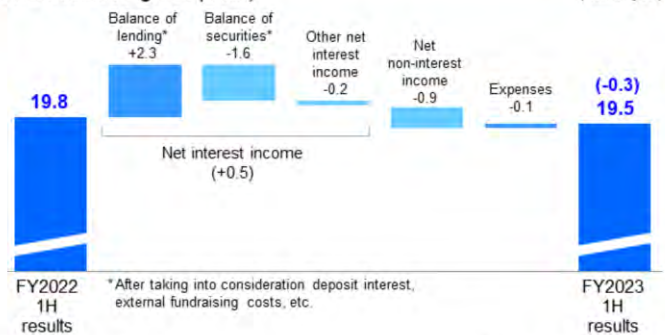 Balance of
lending*
+2.3
Balance of
securities*
-1.6
Other net
interest
income
-0.2
Net
non-interest
income
-0.9
Expenses
-0.1
19.8
(-0.3)
19.5
Net interest income
(+0.5)
FY2022
1H
results
*After taking into consideration deposit interest,
external fundraising costs, etc.
FY2023
1H
results